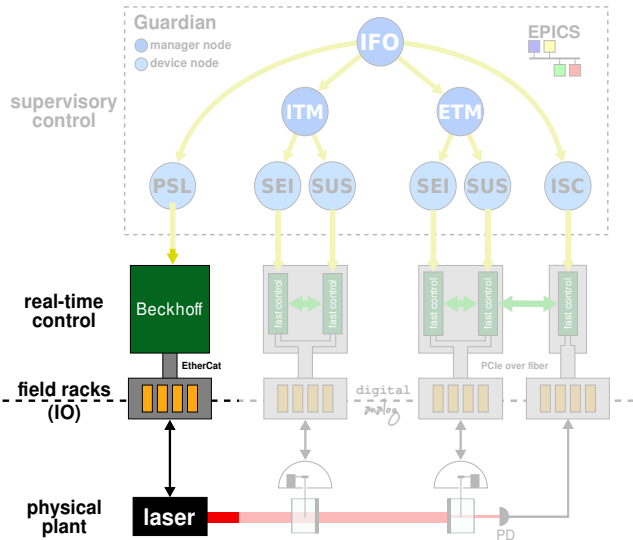 Guardian
manager node
device node
EPICS
IFO
supervisory
control
ITM
ETM
PSL
SEI
SUS
SEI
SUS
ISC
real-time
control
Beckhoff
fast control
fast control
fast control
fast control
fast control
EtherCat
PCIe over fiber
field racks
(IO)
digital
analog
physical
plant
laser
PD